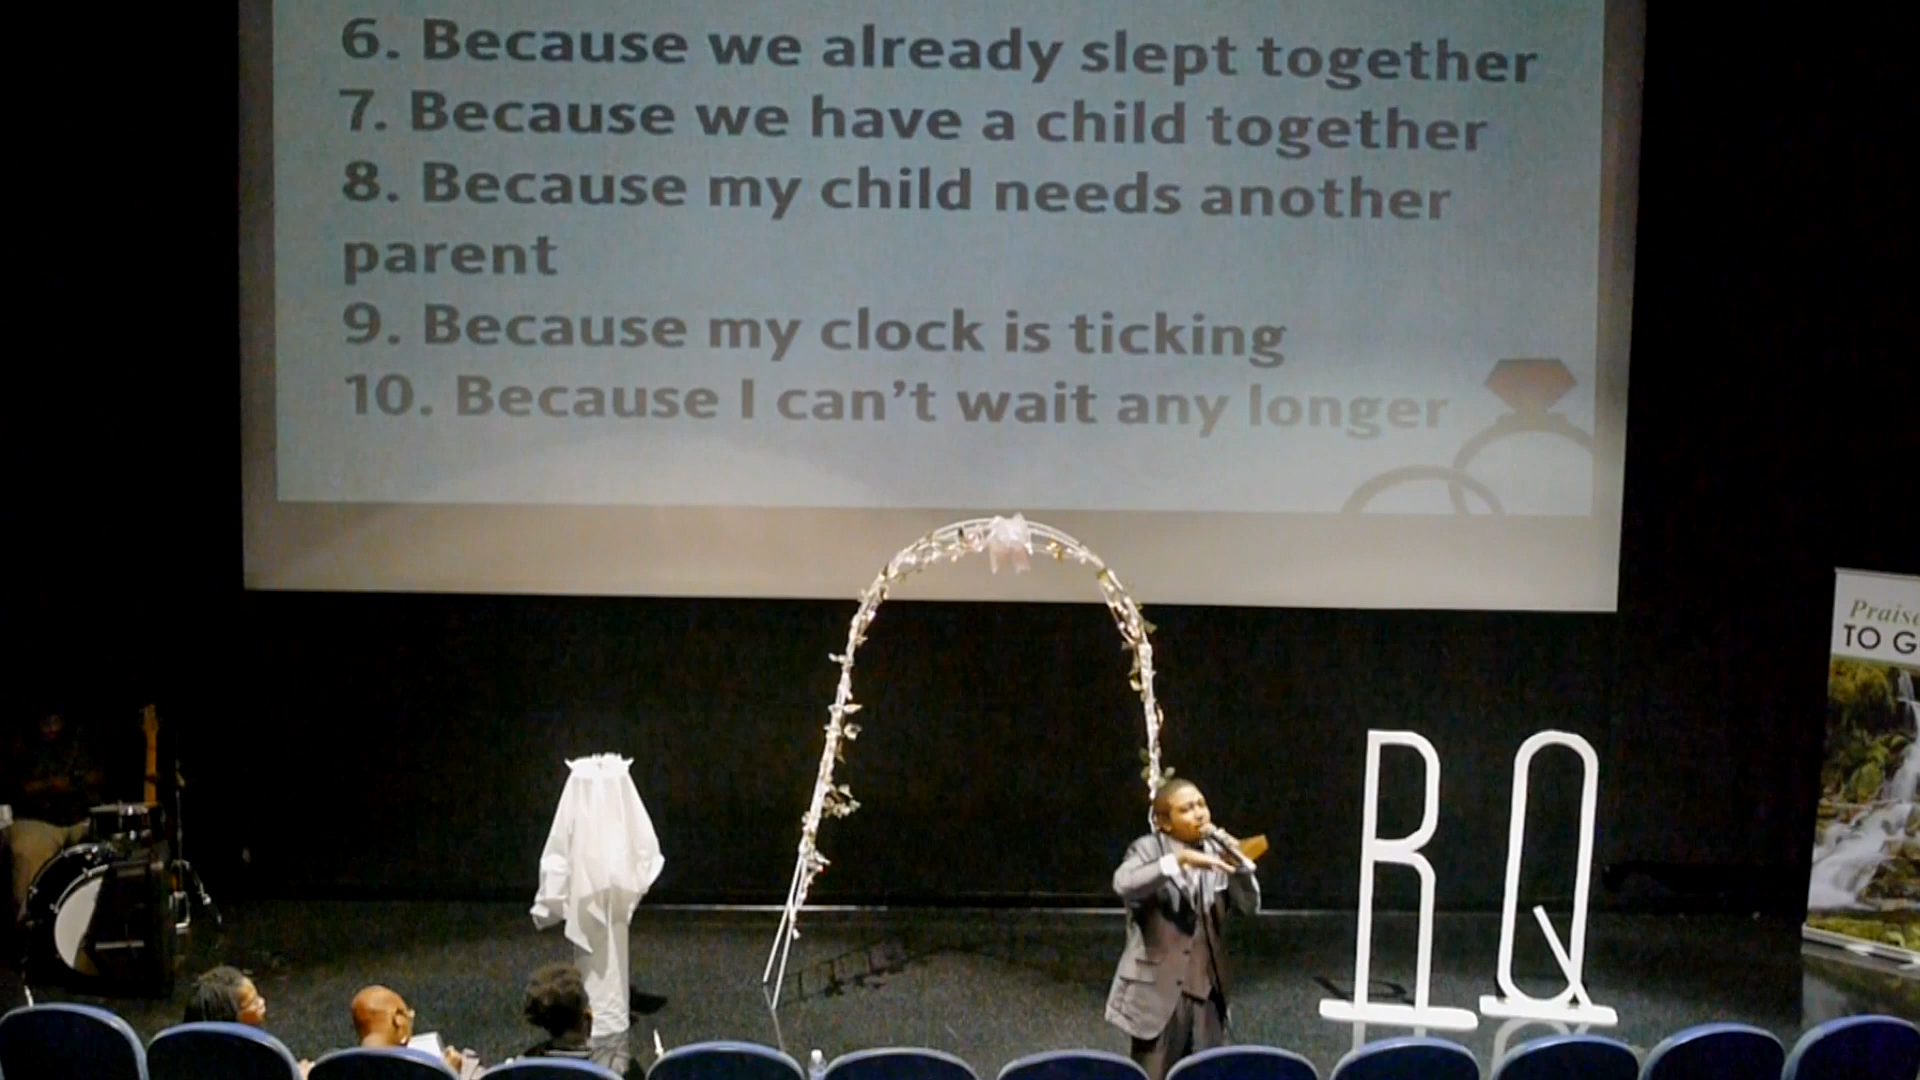 6. Because we already slept together
7. Because we have a child together
8. Because my child needs another
parent
9. Because my clock is ticking
10. Because I can't wait any longer
TO G
R Q